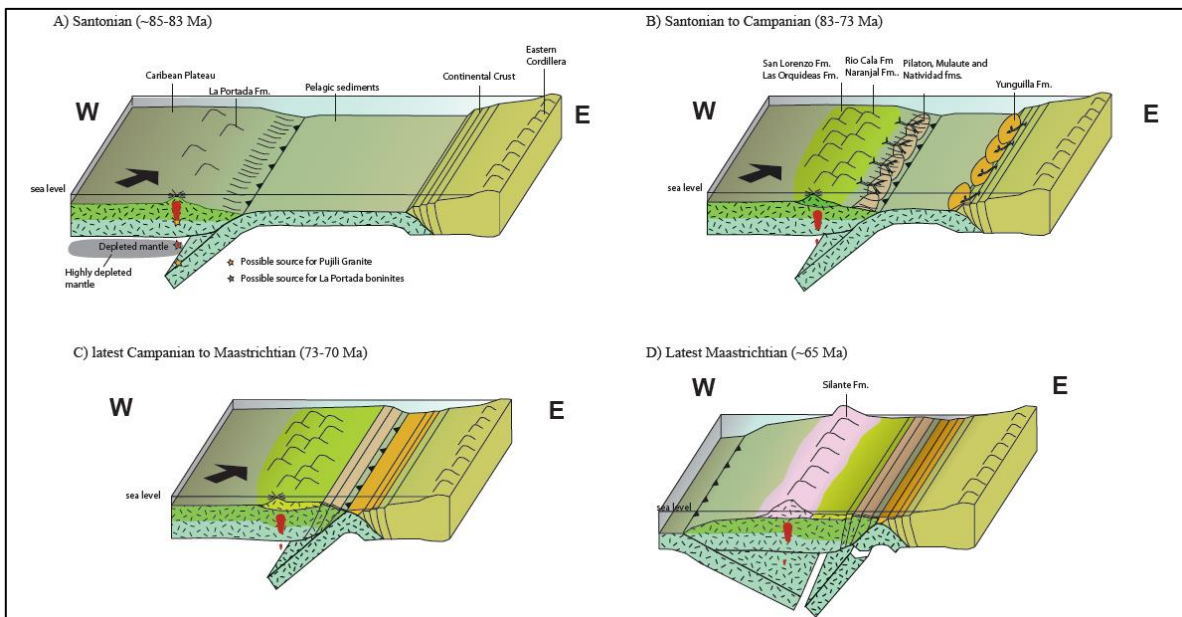 A) Santonian (~85-83 Ma)
Caribean Plateau
La Portada Fm.
Pelagic sediments
Continental Crust
Eastern
Cordillera
W
E
sea level
Depleted mantle
Highly depleted
mantle
Possible source for Pujilí Granite
Possible source for La Portada boninites
B) Santonian to Campanian (83-73 Ma)
San Lorenzo Fm.
Las Orquideas Fm.
Rio Cala Fm
Naranjal Fm..
Pilaton, Mulaute and
Natividad fms.
Yunguilla Fm.
W
E
sea level
C) latest Campanian to Maastrichtian (73-70 Ma)
W
E
sea level
D) Latest Maastrichtian (~65 Ma)
W
E
Silante Fm.
sea level